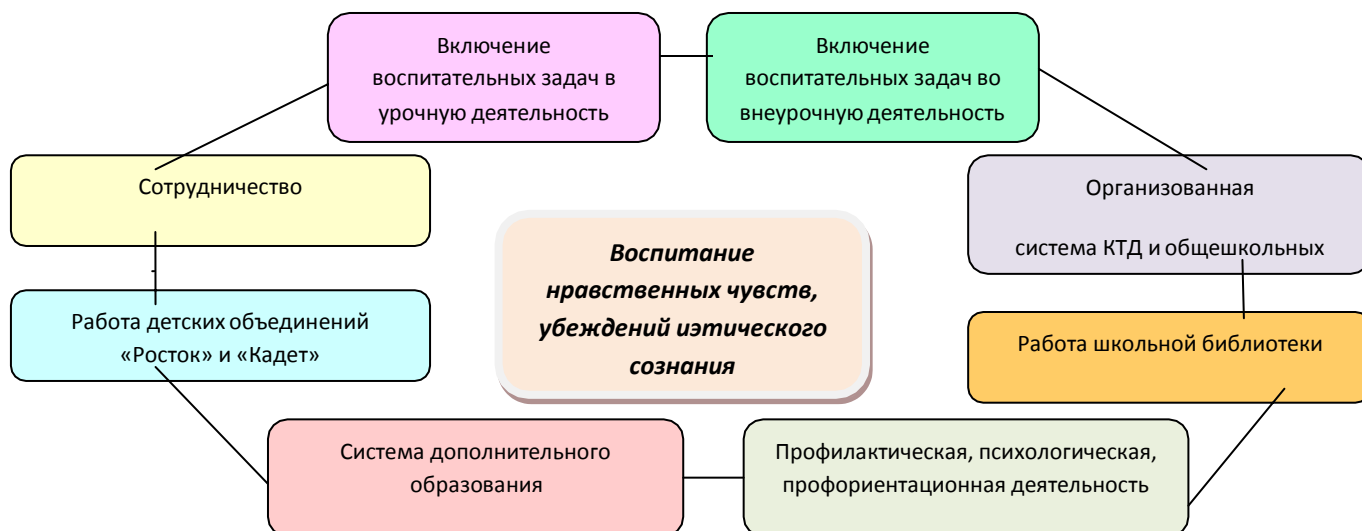 Включение
воспитательных задач в
урочную деятельность
Включение
воспитательных задач во
внеурочную деятельность
Сотрудничество
Организованная
система КТД и общешкольных
Воспитание
нравственных чувств,
убеждений иэтического
сознания
Работа детских объединений
«Росток» и «Кадет»
Работа школьной библиотеки
Система дополнительного
образования
Профилактическая, психологическая,
профориентационная деятельность